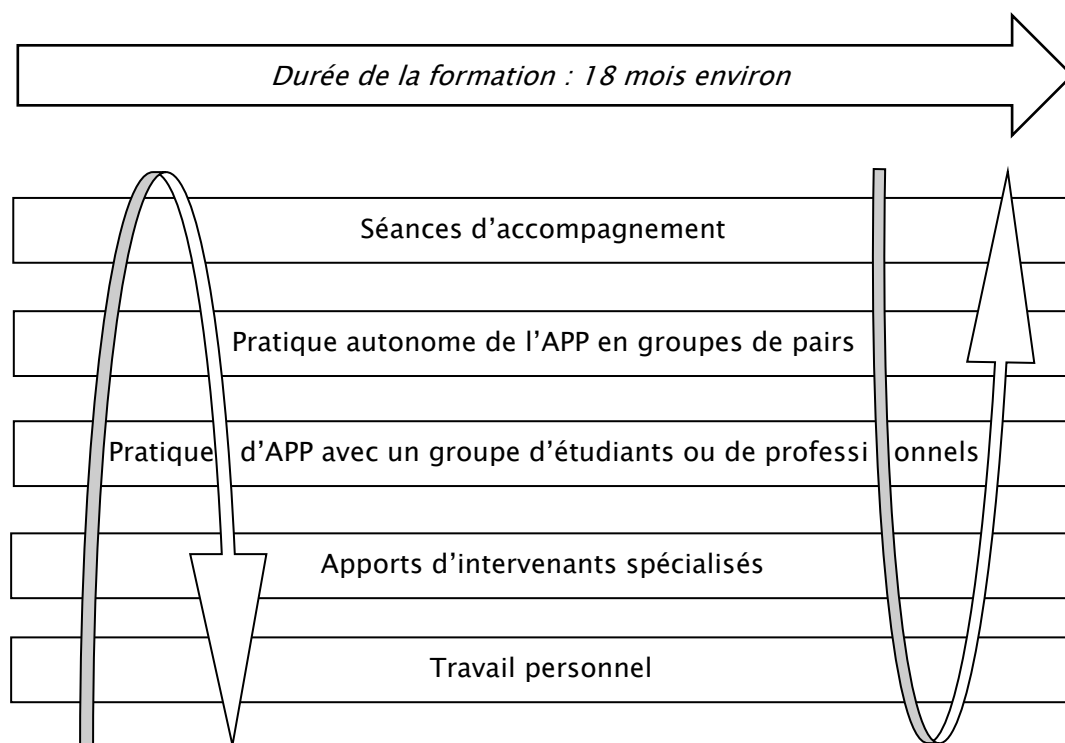 Durée de la formation : 18 mois environ
Séances d’accompagnement
Pratique autonome de l’APP en groupes de pairs
Pratique d’APP avec un groupe d’étudiants ou de professionnels
Apports d’intervenants spécialisés
Travail personnel